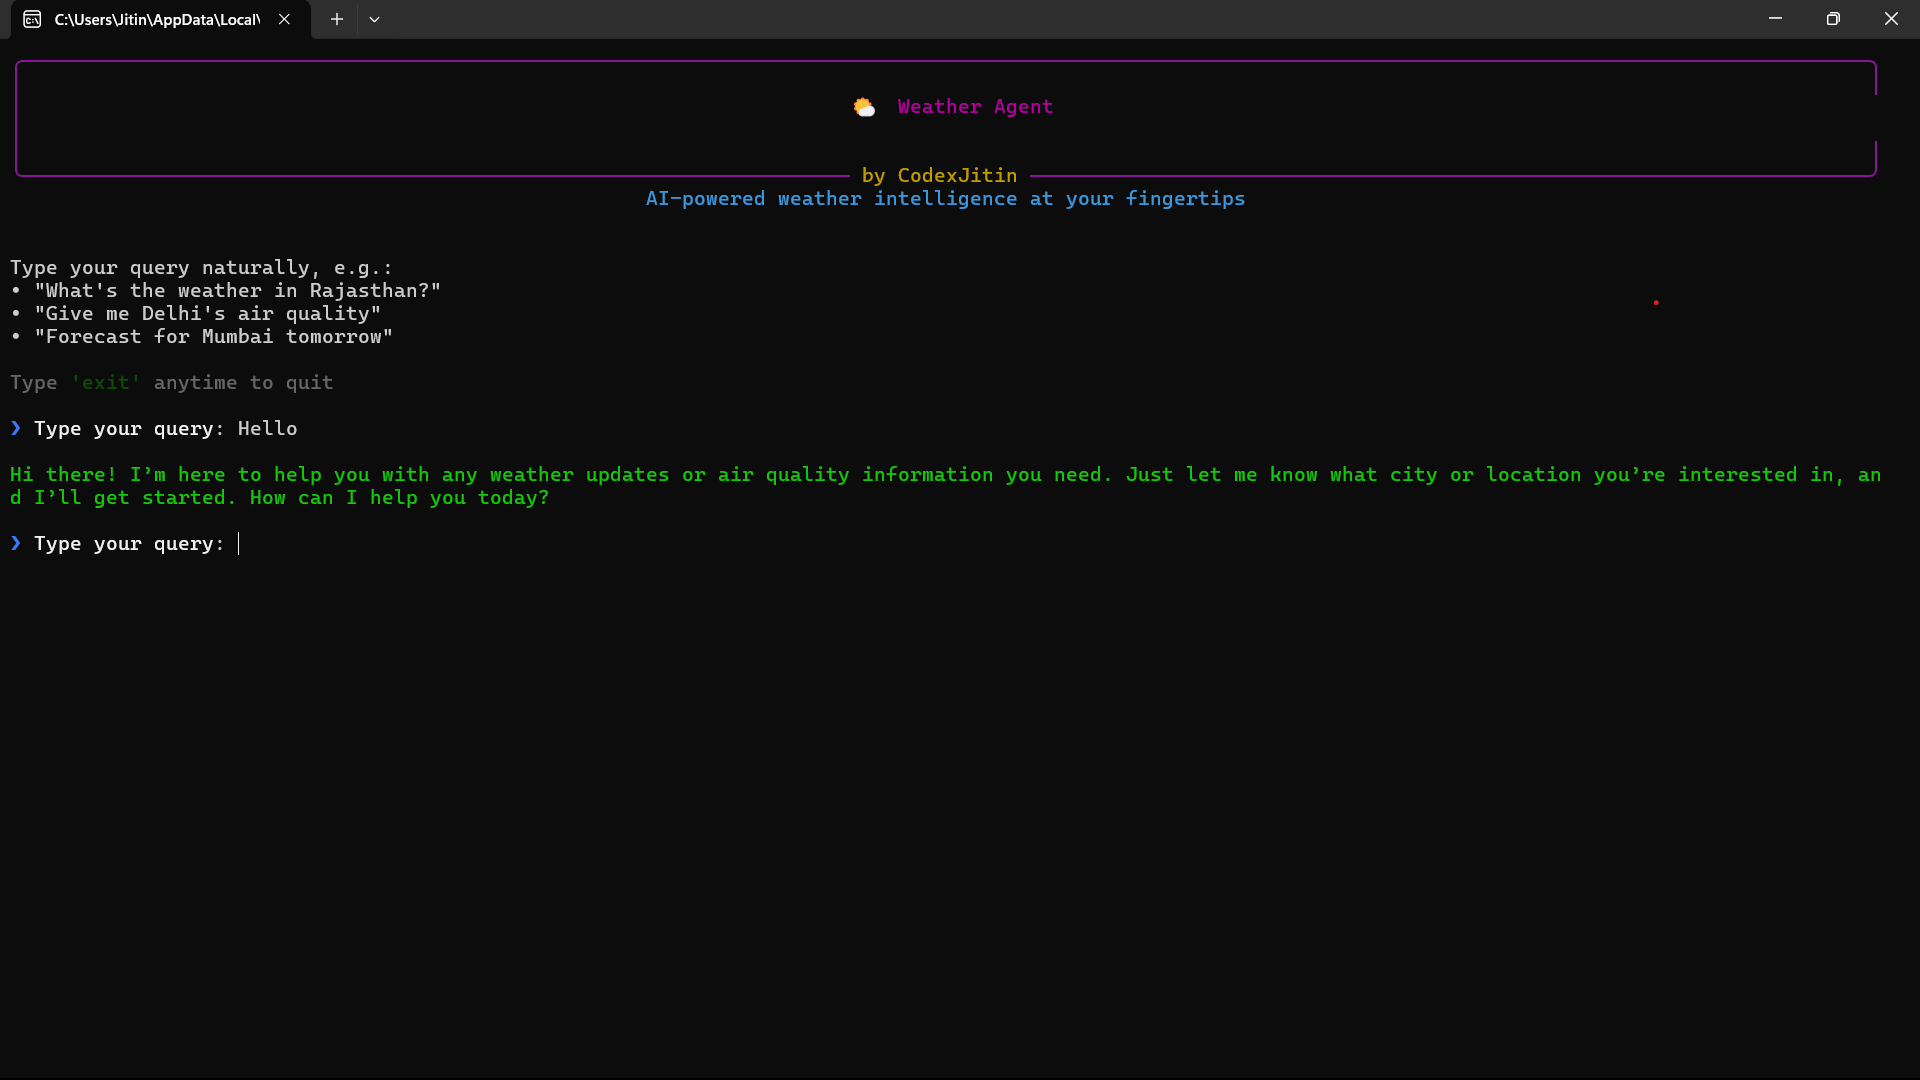 C:\Users\Jitin\AppData\Local\
Weather Agent
by CodexJitin
AI-powered weather intelligence at your fingertips
Type your query naturally, e.g.:
• "What's the weather in Rajasthan?"
• "Give me Delhi's air quality"
• "Forecast for Mumbai tomorrow"
Type 'exit' anytime to quit
❯ Type your query: Hello
Hi there! I’m here to help you with any weather updates or air quality information you need. Just let me know what city or location you’re interested in, an
d I’ll get started. How can I help you today?
❯ Type your query: